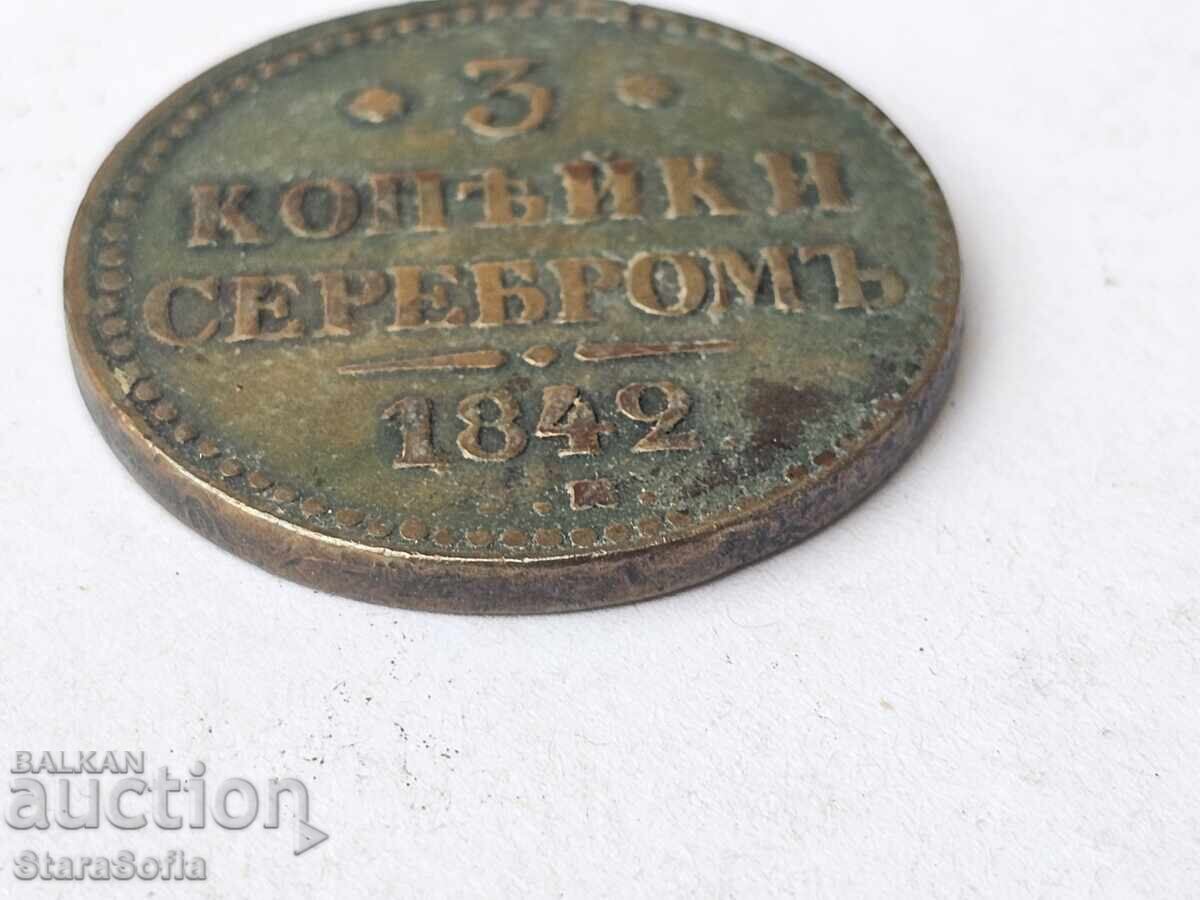 3
КОПѢЙКИ
СЕРЕБРОМЪ
1842
BALKAN
auction
StaraSofia